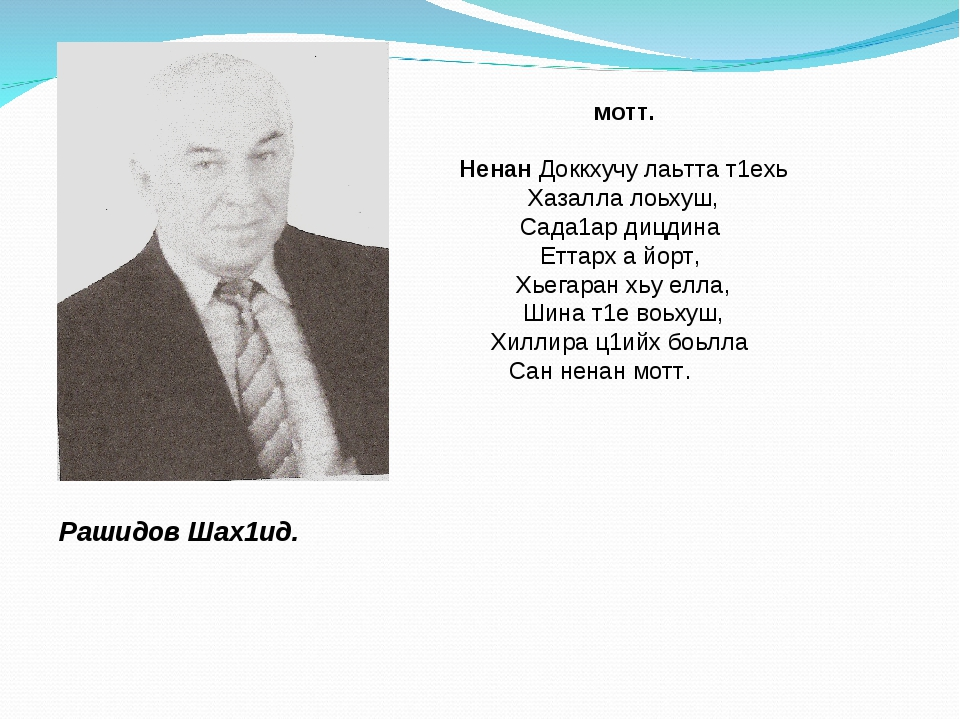 мотт.
Ненан Доккхучу лаьтта т1ехь
Хазалла лоьхуш,
Сада1ар дицдина
Еттарх а йорт,
Хьегаран хьу елла,
Шина т1е воьхуш,
Хиллира ц1ийх боьлла
Сан ненан мотт.
Рашидов Шах1ид.